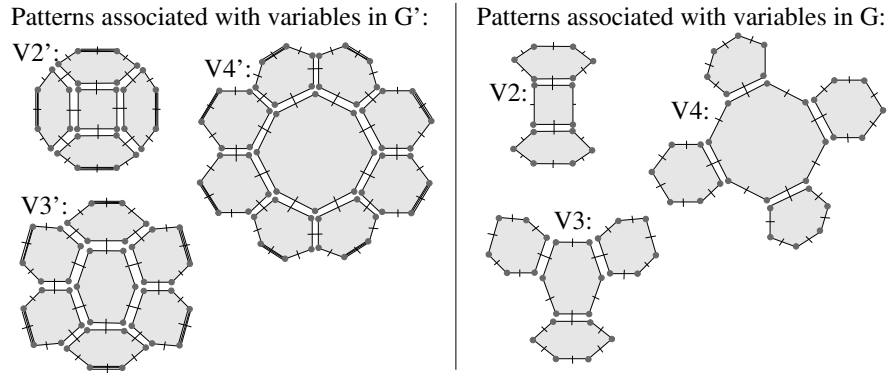 Patterns associated with variables in G’:
V2’:
V4’:
V3’:
Patterns associated with variables in G:
V2:
V4:
V3: